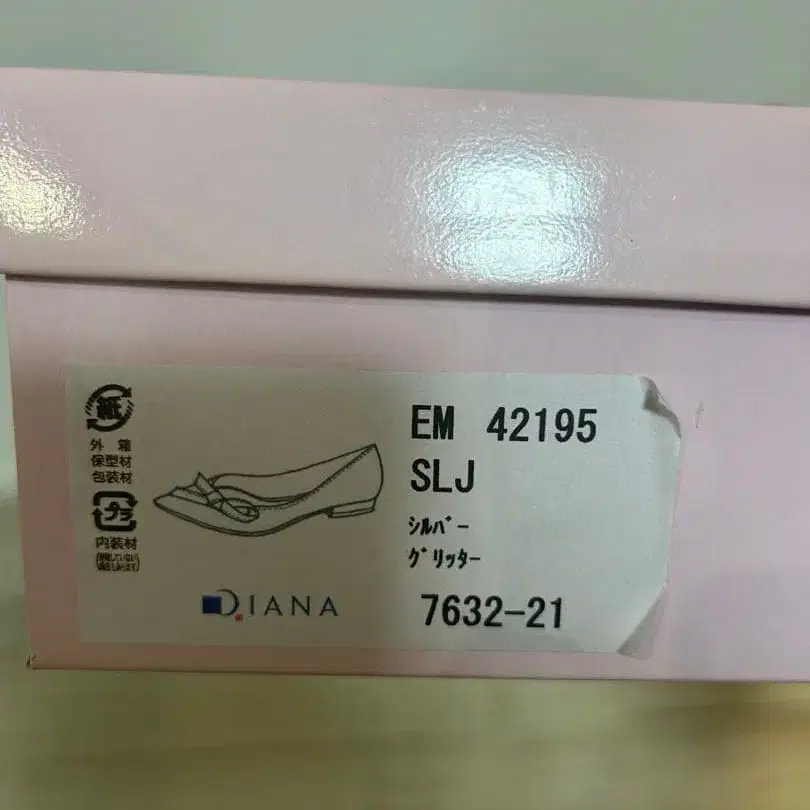 紙
外箱
保型材
包装材
プラ
内装材
EM 42195
SLJ
ｼﾙﾊﾞｰ
ｸﾞﾘｯﾀｰ
DIANA
7632-21